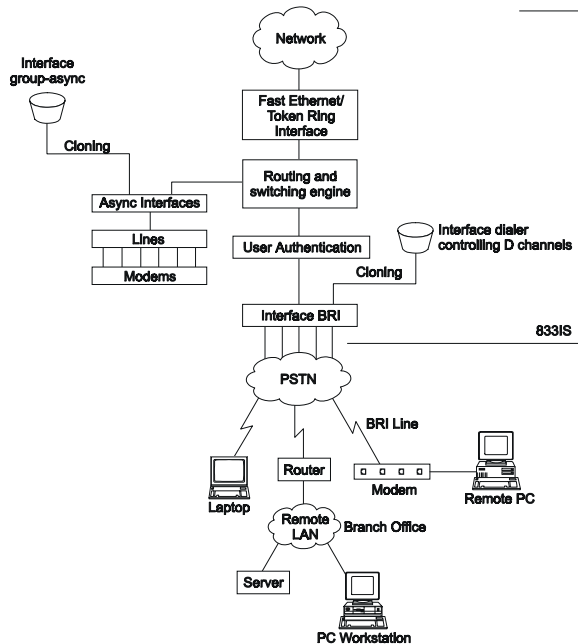 Network
Interface
group-async
Fast Ethernet/
Token Ring
Interface
Cloning
Routing and
switching engine
Async Interfaces
Lines
Modems
User Authentication
Interface dialer
controlling D channels
Cloning
Interface BRI
833IS
PSTN
BRI Line
Laptop
Router
Modem
Remote PC
Remote
LAN
Branch Office
Server
PC Workstation